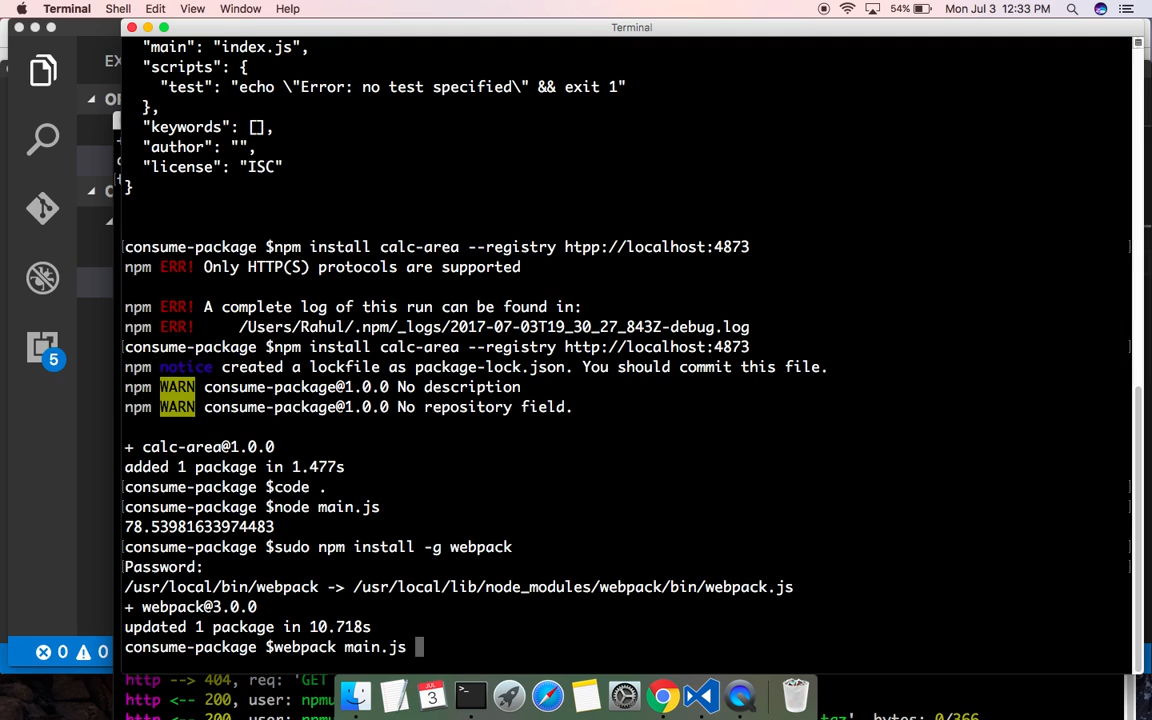 Terminal Shell Edit View Window Help 54% Mon Jul 3 12:33 PM
Terminal
EX
"main": "index.js",
"scripts": {
"test": "echo \"Error: no test specified\" && exit 1"
},
"keywords": [],
"author": "",
"license": "ISC"
}
consume-package $npm install calc-area --registry htpp://localhost:4873
npm ERR! Only HTTP(S) protocols are supported
npm ERR! A complete log of this run can be found in:
npm ERR! /Users/Rahul/.npm/_logs/2017-07-03T19_30_27_843Z-debug.log
consume-package $npm install calc-area --registry http://localhost:4873
npm notice created a lockfile as package-lock.json. You should commit this file.
npm WARN consume-package@1.0.0 No description
npm WARN consume-package@1.0.0 No repository field.
+ calc-area@1.0.0
added 1 package in 1.477s
consume-package $code .
consume-package $node main.js
78.53981633974483
consume-package $sudo npm install -g webpack
Password:
/usr/local/bin/webpack -> /usr/local/lib/node_modules/webpack/bin/webpack.js
+ webpack@3.0.0
updated 1 package in 10.718s
consume-package $webpack main.js
5
0 0
http --> 404, req: 'GET
http <-- 200, user: npmu
JUL
3
bytes: 0/366